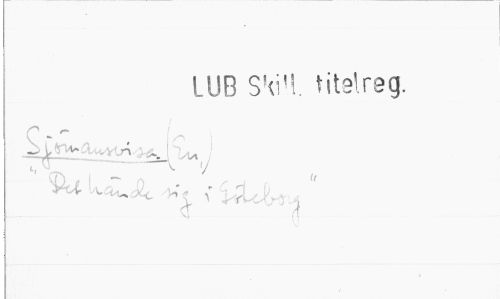 LUB Skill. titelreg.
Sjömansvisa. (En,)
"Det hände sig i Göteborg"